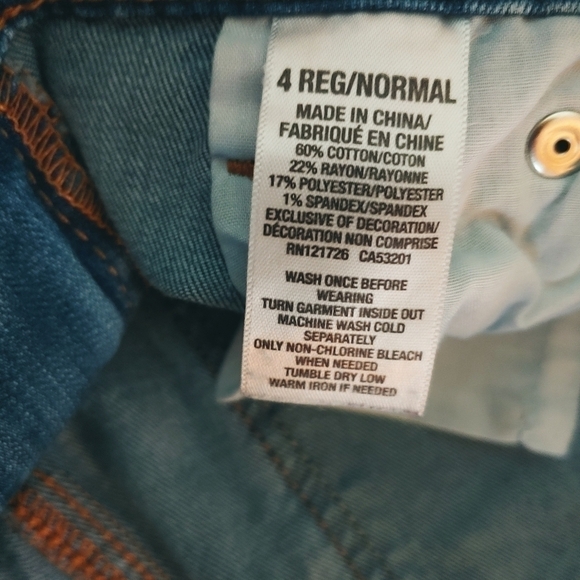 4 REG/NORMAL
MADE IN CHINA/
FABRIQUÉ EN CHINE
60% COTTON/COTON
22% RAYON/RAYONNE
17% POLYESTER/POLYESTER
1% SPANDEX/SPANDEX
EXCLUSIVE OF DECORATION/
DÉCORATION NON COMPRISE
RN121726 CA53201
WASH ONCE BEFORE
WEARING
TURN GARMENT INSIDE OUT
MACHINE WASH COLD
SEPARATELY
ONLY NON-CHLORINE BLEACH
WHEN NEEDED
TUMBLE DRY LOW
WARM IRON IF NEEDED